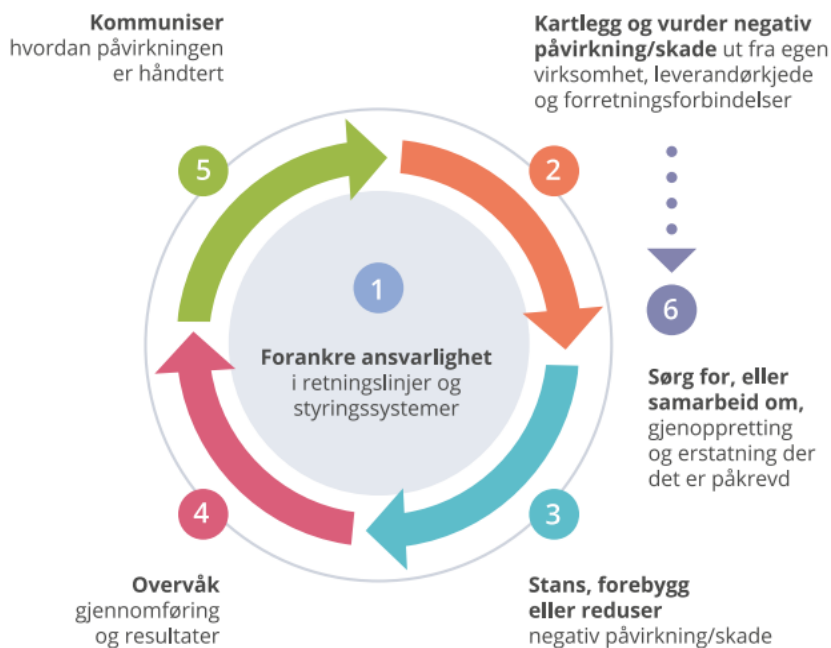 Kommuniser
hvordan påvirkningen
er håndtert
Kartlegg og vurder negativ
påvirkning/skade ut fra egen
virksomhet, leverandørkjede
og forretningsforbindelser
5
2
1
6
Forankre ansvarlighet
i retningslinjer og
styringssystemer
Sørg for, eller
samarbeid om,
gjenoppretting
og erstatning der
det er påkrevd
4
3
Overvåk
gjennomføring
og resultater
Stans, forebygg
eller reduser
negativ påvirkning/skade